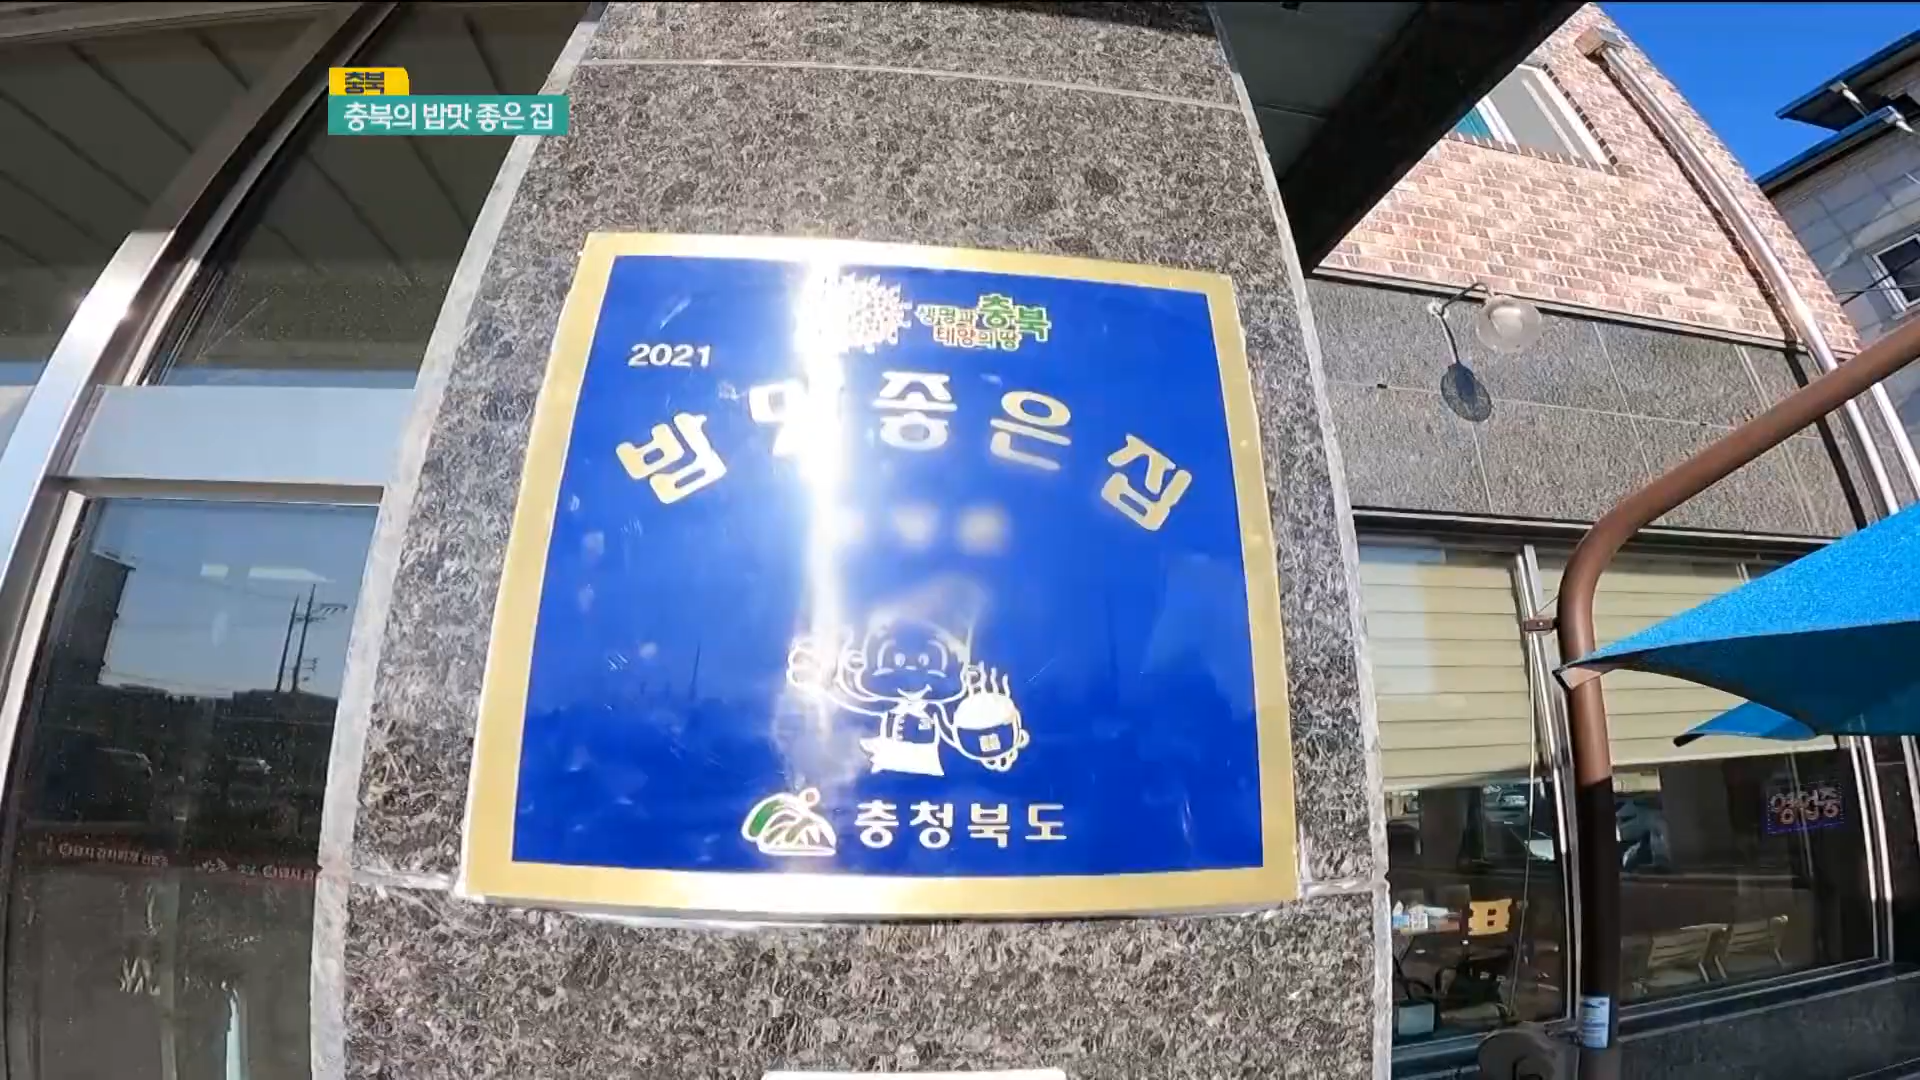 충북
충북의 밥맛 좋은 집
생명과 충북
태양의 땅
2021
밥맛 좋은 집
충청북도
영업중